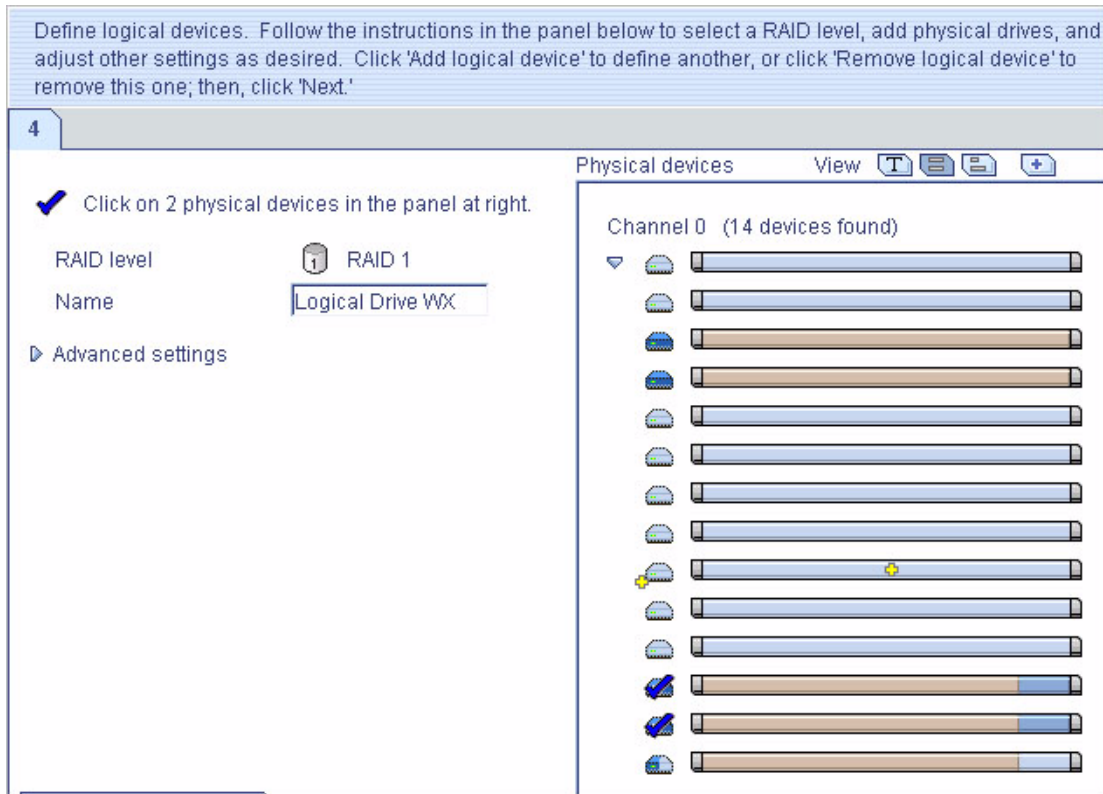 Define logical devices. Follow the instructions in the panel below to select a RAID level, add physical drives, and
adjust other settings as desired. Click 'Add logical device' to define another, or click 'Remove logical device' to
remove this one; then, click 'Next.'
4
Physical devices View T
Click on 2 physical devices in the panel at right.
Channel 0 (14 devices found)
RAID level 1 RAID 1
Name Logical Drive WX
Advanced settings